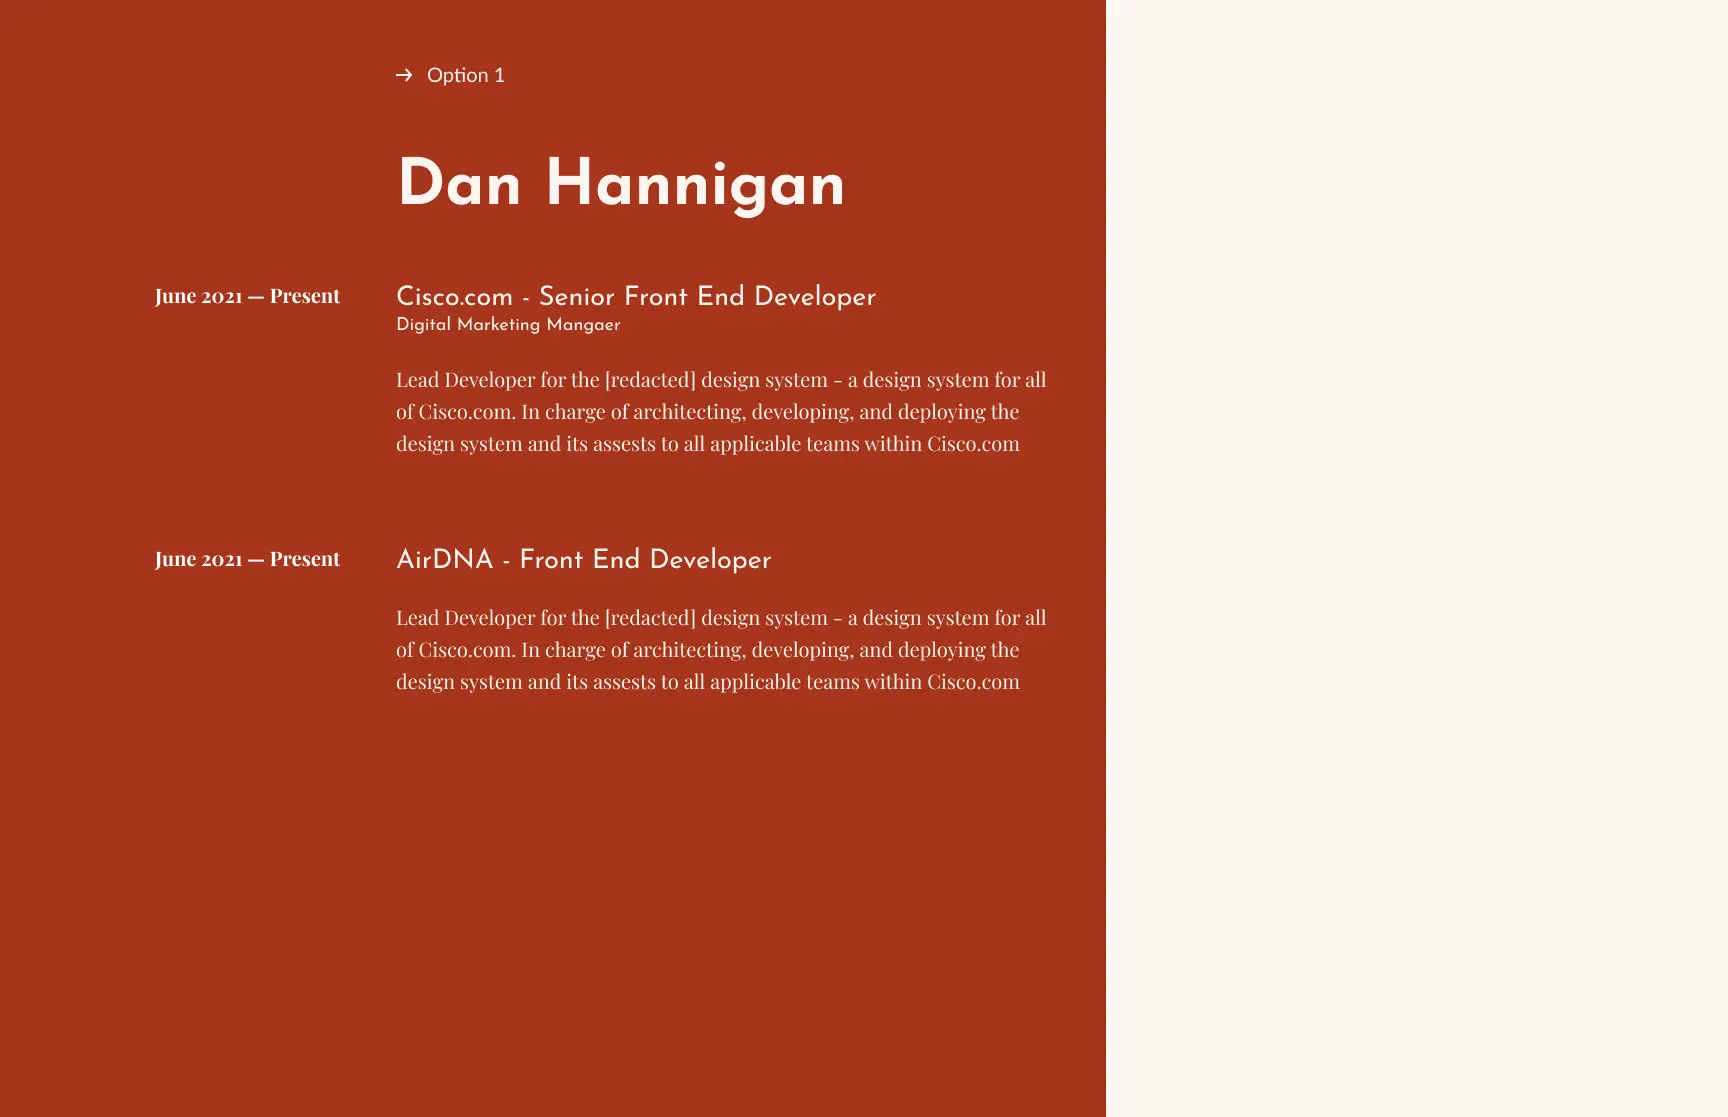 → Option 1
Dan Hannigan
June 2021 — Present
Cisco.com - Senior Front End Developer
Digital Marketing Mangaer
Lead Developer for the [redacted] design system - a design system for all
of Cisco.com. In charge of architecting, developing, and deploying the
design system and its assests to all applicable teams within Cisco.com
June 2021 — Present
AirDNA - Front End Developer
Lead Developer for the [redacted] design system - a design system for all
of Cisco.com. In charge of architecting, developing, and deploying the
design system and its assests to all applicable teams within Cisco.com